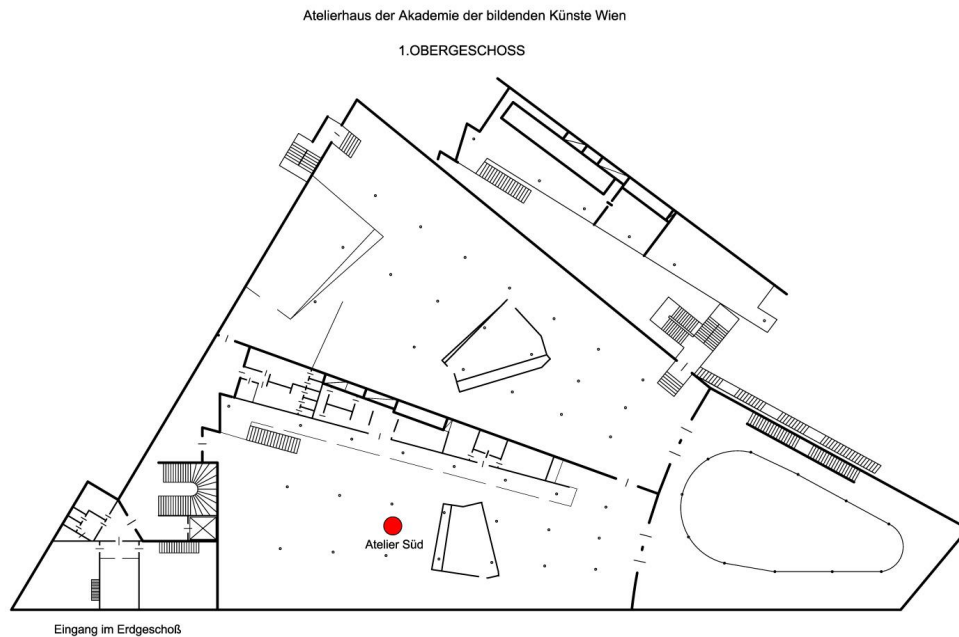 Atelierhaus der Akademie der bildenden Künste Wien
1.OBERGESCHOSS
Atelier Süd
Eingang im Erdgeschoß